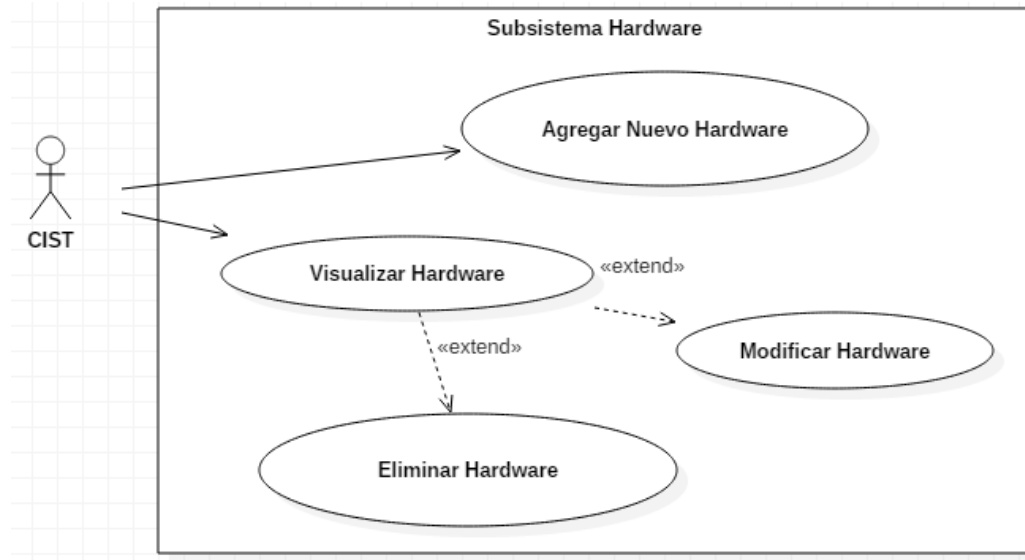 Subsistema Hardware
Agregar Nuevo Hardware
CIST
Visualizar Hardware
«extend»
Modificar Hardware
«extend»
Eliminar Hardware